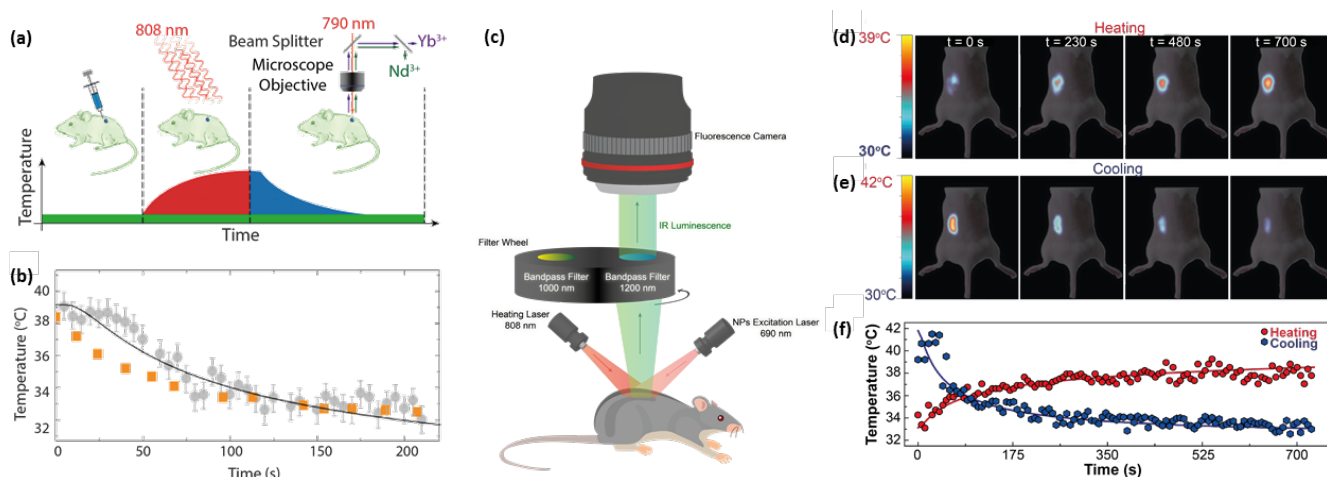 (a)
808 nm
790 nm
Beam Splitter
Yb³⁺
Microscope
Objective
Nd³⁺
Temperature
Time
(b)
Temperature (°C)
40
38
36
34
32
0
50
100
150
200
Time (s)
(c)
Fluorescence Camera
IR Luminescence
Filter Wheel
Bandpass Filter
1000 nm
Bandpass Filter
1200 nm
Heating Laser
808 nm
NPs Excitation Laser
690 nm
(d)
Heating
39°C
30°C
t = 0 s
t = 230 s
t = 480 s
t = 700 s
(e)
Cooling
42°C
30°C
(f)
Temperature (°C)
42
40
38
36
34
32
Heating
Cooling
0
175
350
525
700
Time (s)